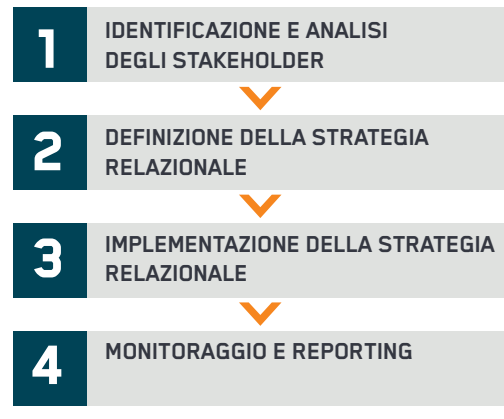 1
IDENTIFICAZIONE E ANALISI
DEGLI STAKEHOLDER
2
DEFINIZIONE DELLA STRATEGIA
RELAZIONALE
3
IMPLEMENTAZIONE DELLA STRATEGIA
RELAZIONALE
4
MONITORAGGIO E REPORTING